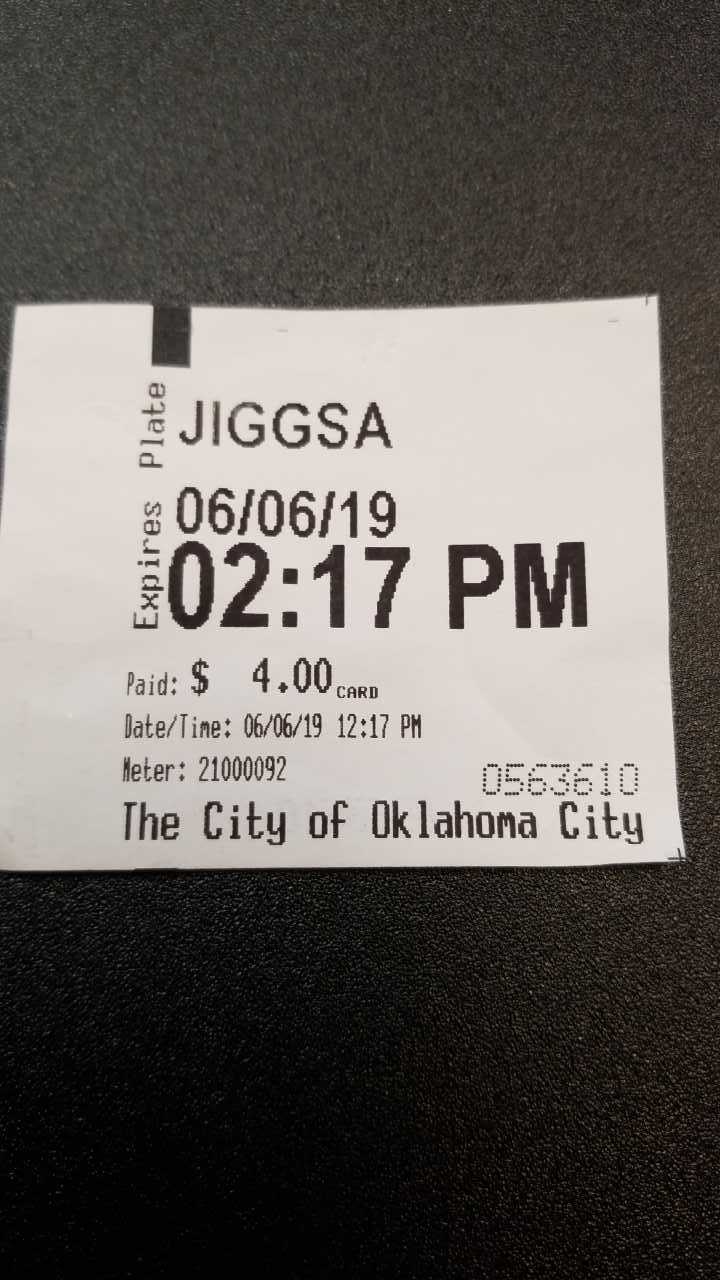 Plate JIGGSA
Expires 06/06/19
02:17 PM
Paid: $ 4.00 CARD
Date/Time: 06/06/19 12:17 PM
Meter: 21000092
0563610
The City of Oklahoma City